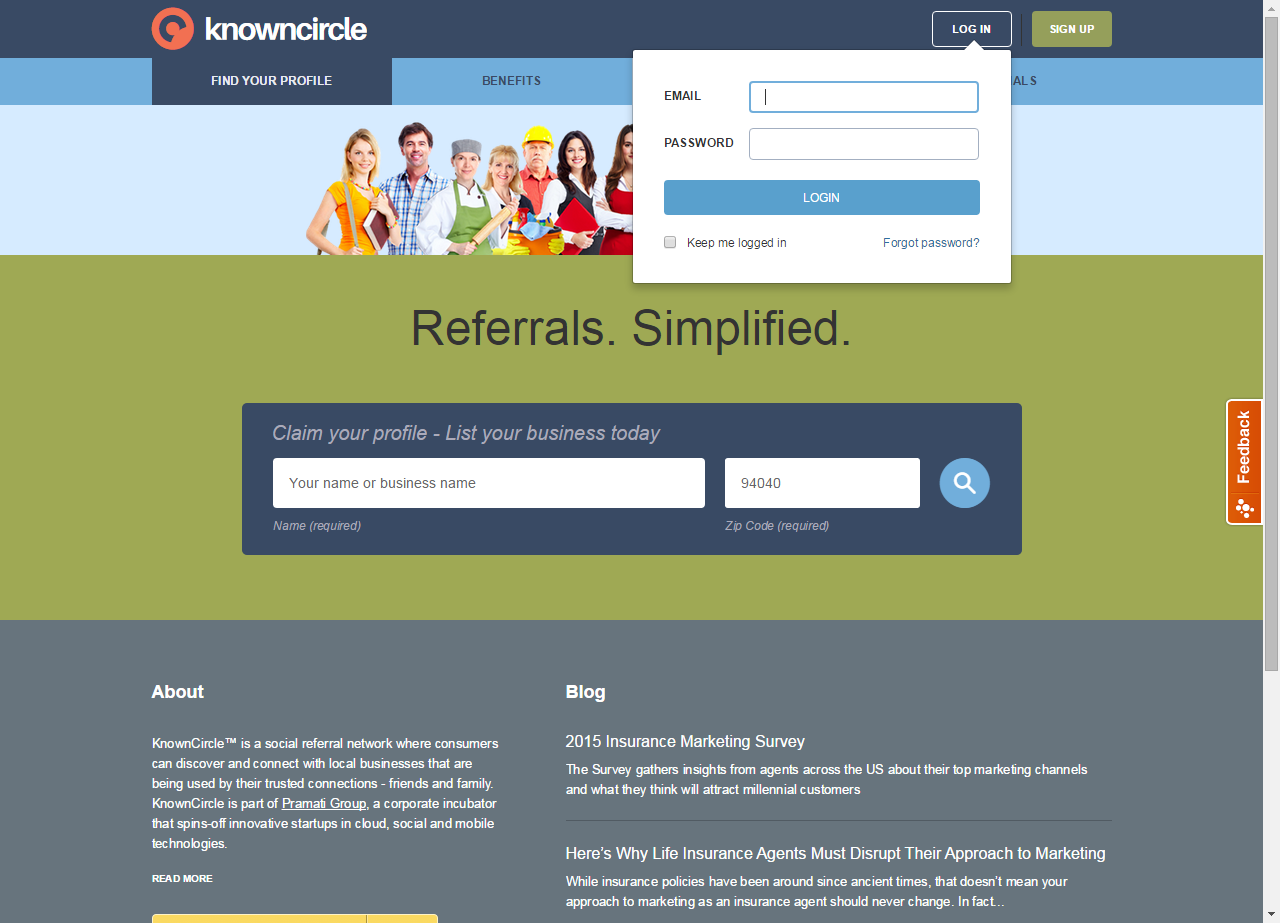 knowncircle
LOG IN
SIGN UP
FIND YOUR PROFILE
BENEFITS
ALS
EMAIL
PASSWORD
LOGIN
Keep me logged in
Forgot password?
Referrals. Simplified.
Claim your profile - List your business today
Your name or business name
94040
Name (required)
Zip Code (required)
Feedback
About
KnownCircle™ is a social referral network where consumers
can discover and connect with local businesses that are
being used by their trusted connections - friends and family.
KnownCircle is part of Pramati Group, a corporate incubator
that spins-off innovative startups in cloud, social and mobile
technologies.
READ MORE
Blog
2015 Insurance Marketing Survey
The Survey gathers insights from agents across the US about their top marketing channels
and what they think will attract millennial customers
Here's Why Life Insurance Agents Must Disrupt Their Approach to Marketing
While insurance policies have been around since ancient times, that doesn't mean your
approach to marketing as an insurance agent should never change. In fact...